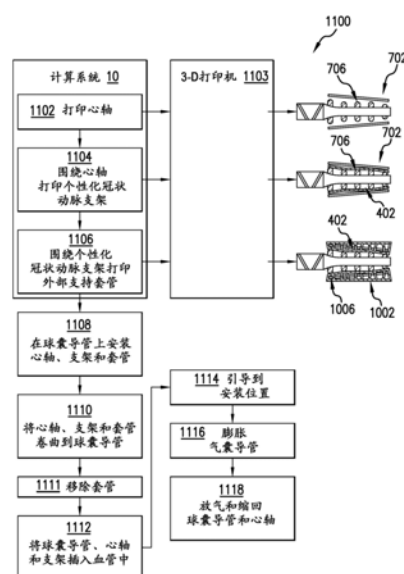 1100
计算系统 10
3-D打印机 1103
1102 打印心轴
706
702
1104
围绕心轴
打印个性化冠状
动脉支架
706
702
402
1106
围绕个性化
冠状动脉支架打印
外部支持套管
402
1006
1002
1108
在球囊导管上安装
心轴、支架和套管
1110
将心轴、支架和套管
卷曲到球囊导管
1111 移除套管
1112
将球囊导管、心轴
和支架插入血管中
1114 引导到
安装位置
1116 膨胀
气囊导管
1118
放气和缩回
球囊导管和心轴